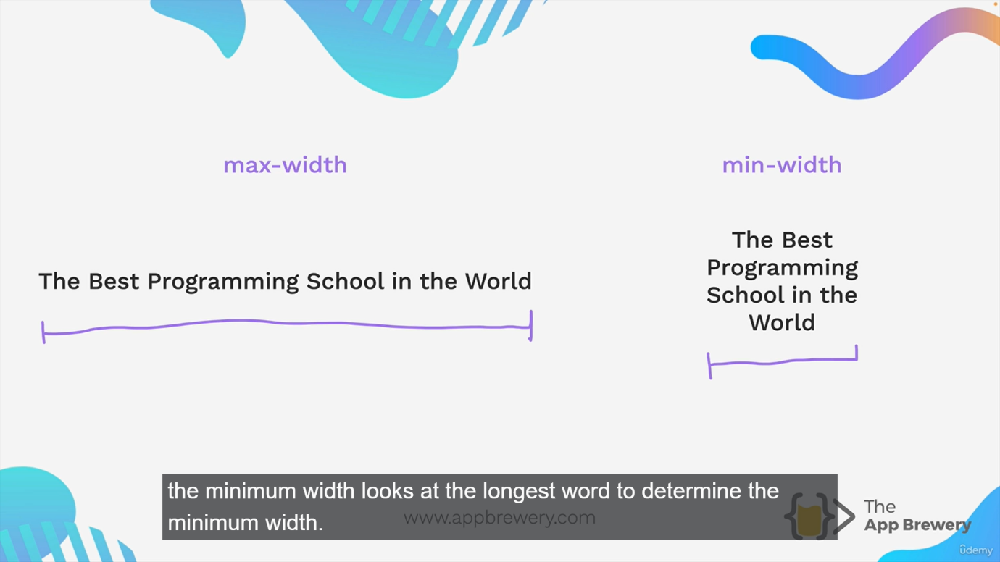 max-width
The Best Programming School in the World
min-width
The Best
Programming
School in the
World
the minimum width looks at the longest word to determine the
minimum width.
www.appbrewery.com
The
App Brewery
ûdemy